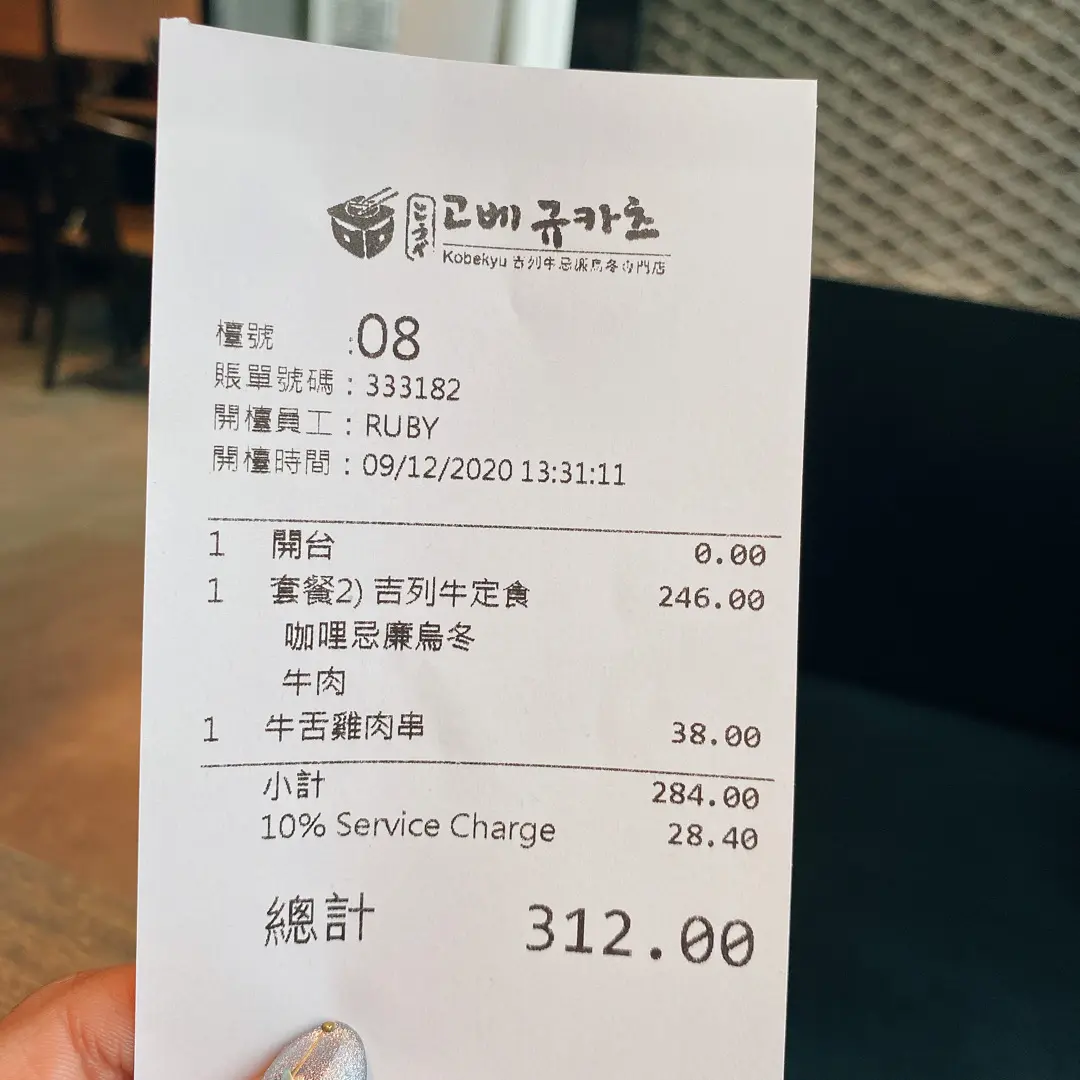 こうべ 고베 규카츠
Kobekyu 吉列牛忌廉烏冬專門店
檯號 :08
賬單號碼 : 333182
開檯員工 : RUBY
開檯時間 : 09/12/2020 13:31:11
1 開台 0.00
1 套餐2) 吉列牛定食 246.00
咖哩忌廉烏冬
牛肉
1 牛舌雞肉串 38.00
小計 284.00
10% Service Charge 28.40
總計 312.00